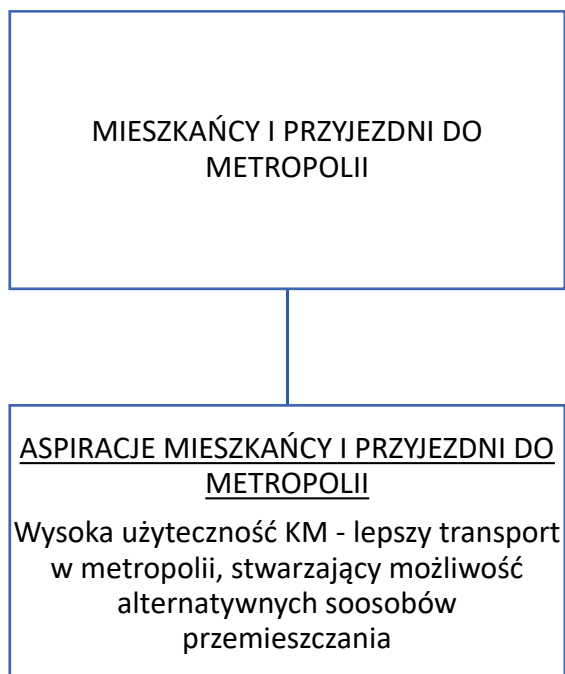 MIESZKAŃCY I PRZYJEZDNI DO
METROPOLII
ASPIRACJE MIESZKAŃCY I PRZYJEZDNI DO
METROPOLII
Wysoka użyteczność KM - lepszy transport
w metropolii, stwarzający możliwość
alternatywnych soosobów
przemieszczania